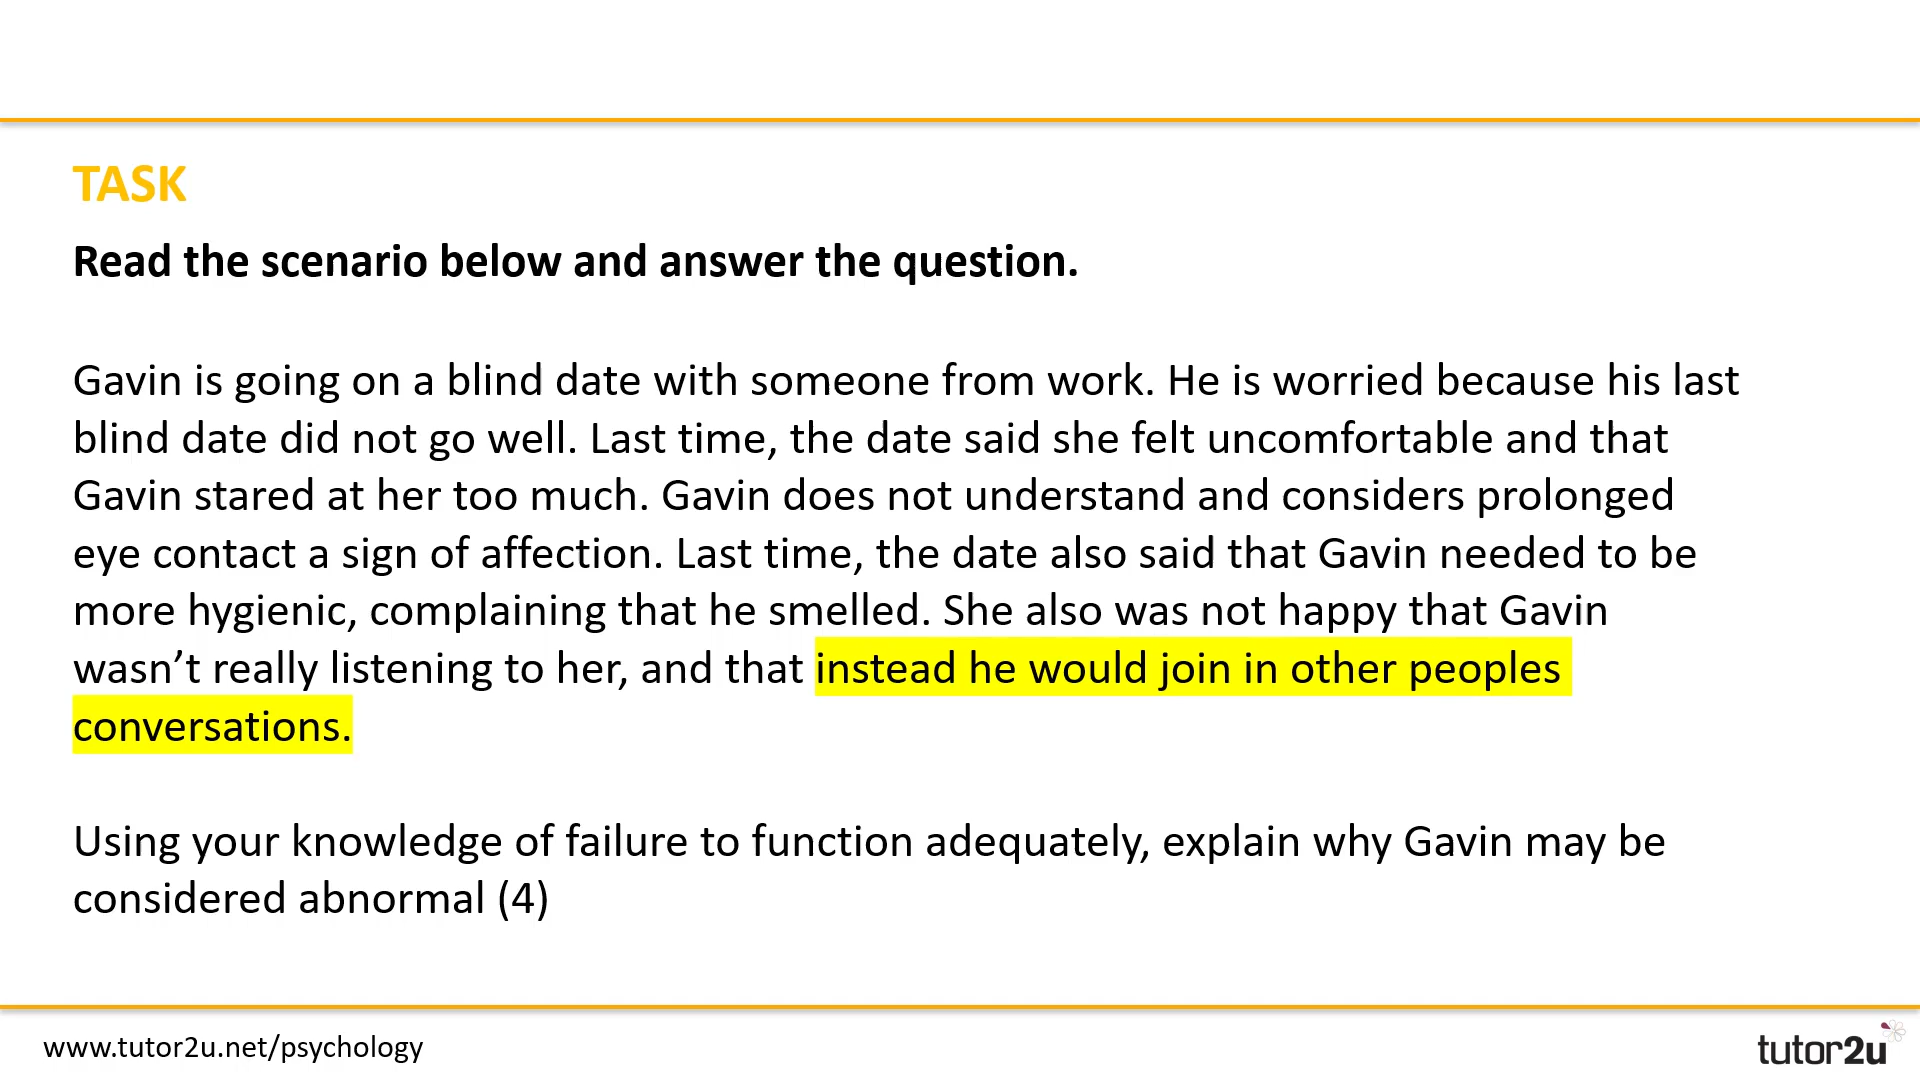 TASK
Read the scenario below and answer the question.
Gavin is going on a blind date with someone from work. He is worried because his last
blind date did not go well. Last time, the date said she felt uncomfortable and that
Gavin stared at her too much. Gavin does not understand and considers prolonged
eye contact a sign of affection. Last time, the date also said that Gavin needed to be
more hygienic, complaining that he smelled. She also was not happy that Gavin
wasn’t really listening to her, and that instead he would join in other peoples
conversations.
Using your knowledge of failure to function adequately, explain why Gavin may be
considered abnormal (4)
www.tutor2u.net/psychology
tutor2u